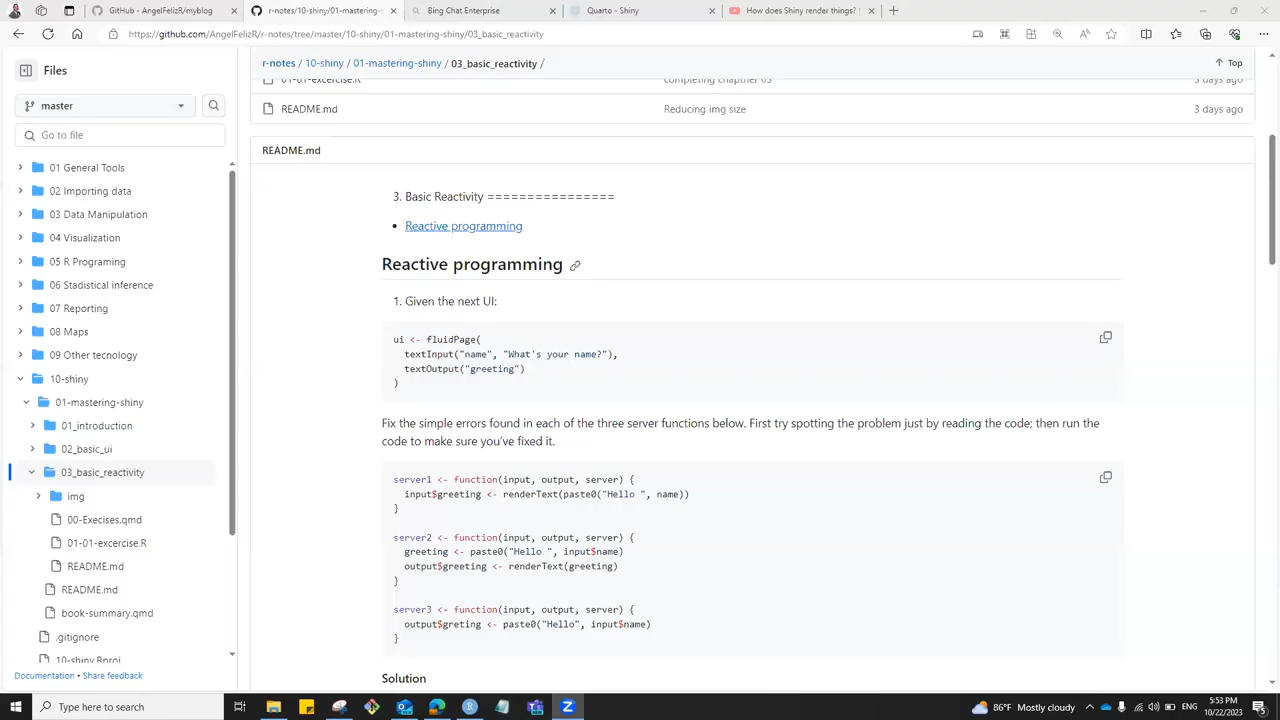 GitHub - AngelFelizR/myblog
r-notes/10-shiny/01-mastering-s
Bing Chat Enterprise
Quarto - Shiny
How does Shiny render things?
https://github.com/AngelFelizR/r-notes/tree/master/10-shiny/01-mastering-shiny/03_basic_reactivity
Files
r-notes / 10-shiny / 01-mastering-shiny / 03_basic_reactivity /
Top
01-01-excercise.R
completing chapther 03
3 days ago
master
README.md
Reducing img size
3 days ago
Go to file
README.md
01 General Tools
02 Importing data
03 Data Manipulation
04 Visualization
05 R Programing
06 Stadistical inference
07 Reporting
08 Maps
09 Other tecnology
10-shiny
01-mastering-shiny
01_introduction
02_basic_ui
03_basic_reactivity
img
00-Execises.qmd
01-01-excercise.R
README.md
README.md
book-summary.qmd
.gitignore
10-shiny.Rproj
Documentation • Share feedback
3. Basic Reactivity ================
• Reactive programming
Reactive programming
1. Given the next UI:
ui <- fluidPage(
textInput("name", "What's your name?"),
textOutput("greeting")
)
Fix the simple errors found in each of the three server functions below. First try spotting the problem just by reading the code; then run the
code to make sure you've fixed it.
server1 <- function(input, output, server) {
input$greeting <- renderText(paste0("Hello ", name))
}
server2 <- function(input, output, server) {
greeting <- paste0("Hello ", input$name)
output$greeting <- renderText(greeting)
}
server3 <- function(input, output, server) {
output$greting <- paste0("Hello", input$name)
}
Solution
Type here to search
86°F Mostly cloudy
ENG
5:53 PM
10/22/2023